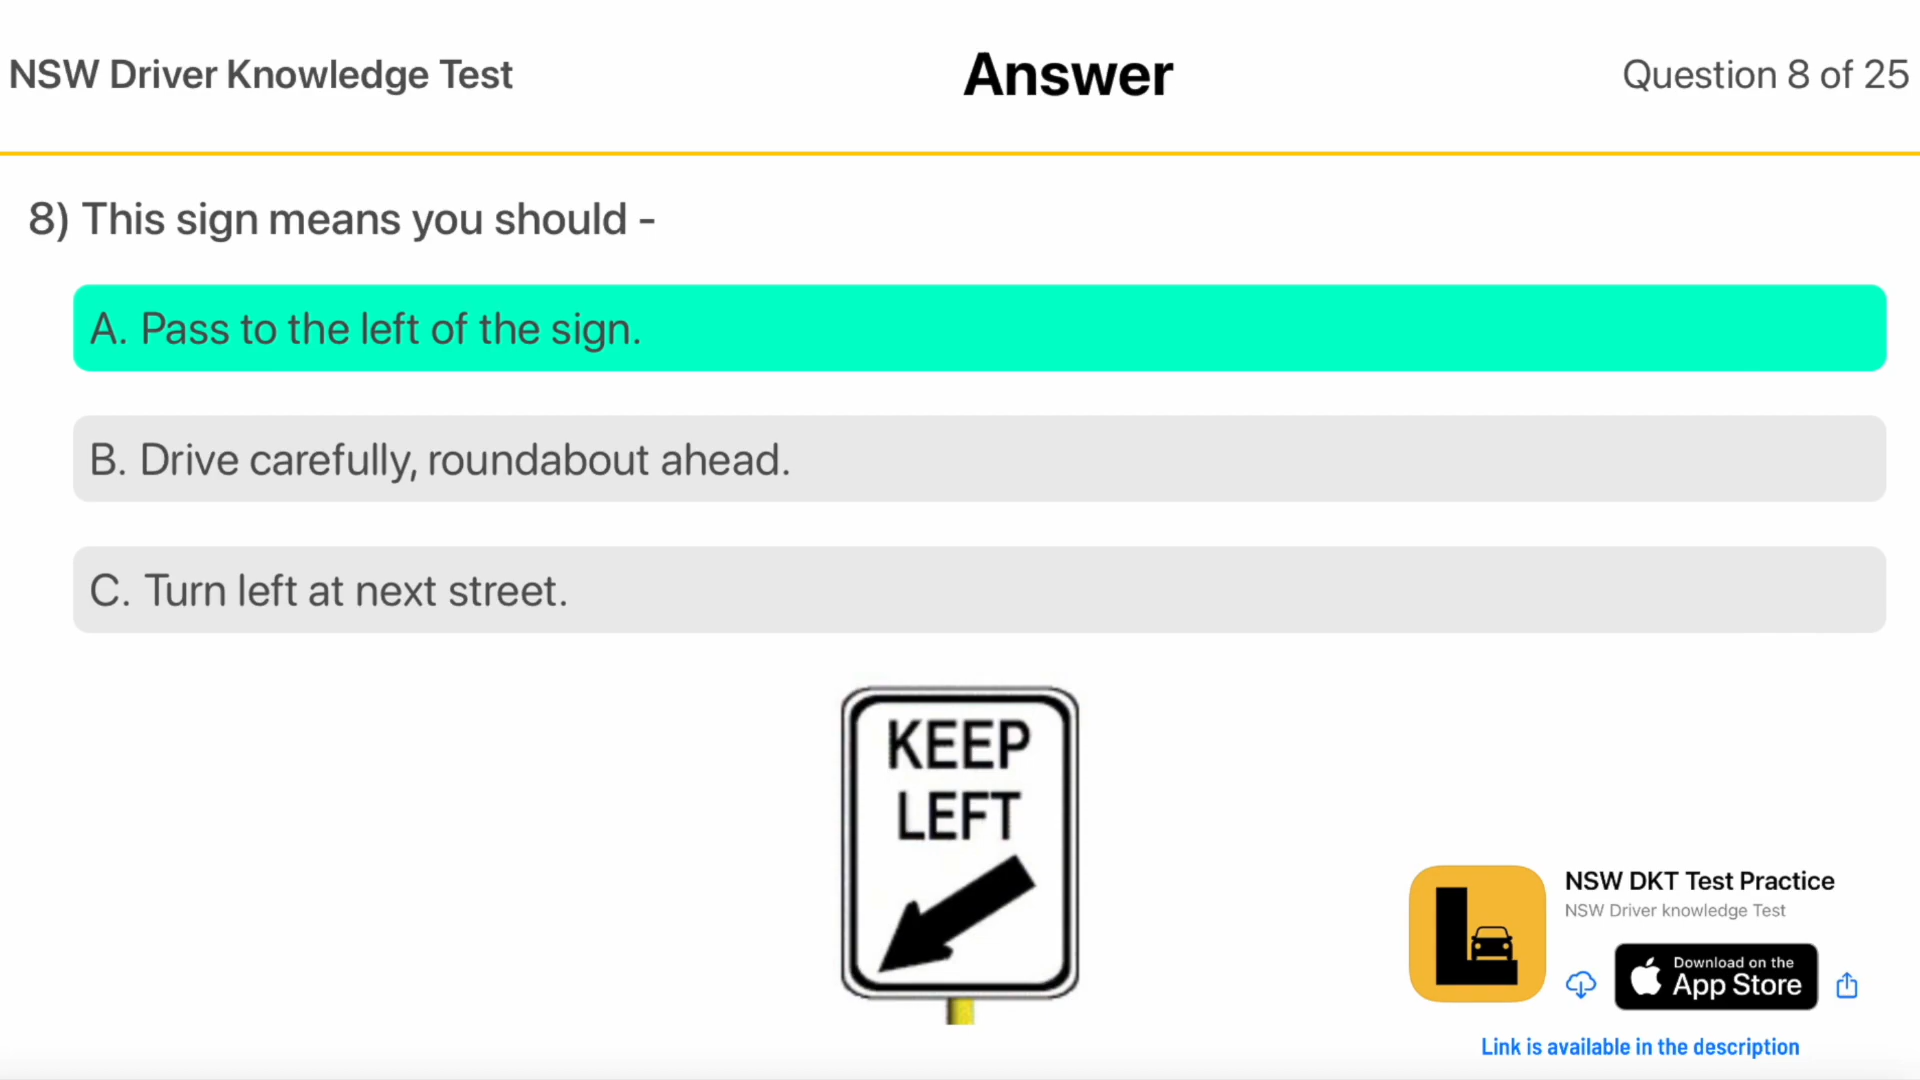 NSW Driver Knowledge Test
Answer
Question 8 of 25
8) This sign means you should -
A. Pass to the left of the sign.
B. Drive carefully, roundabout ahead.
C. Turn left at next street.
KEEP
LEFT
NSW DKT Test Practice
NSW Driver knowledge Test
Download on the
App Store
Link is available in the description